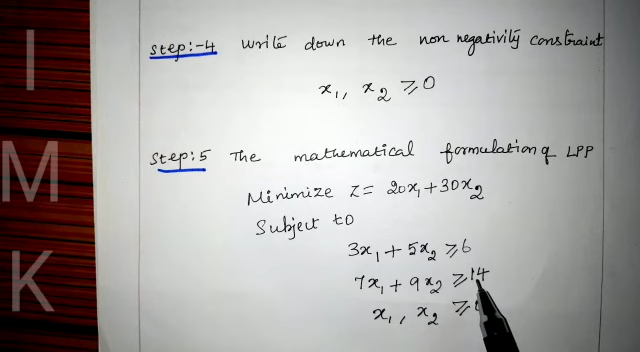 I
M
K
Step:-4 Write down the non negativity constraint
x₁, x₂ ≥ 0
Step:5 The mathematical formulation of LPP
Minimize Z = 20x₁ + 30x₂
Subject to
3x₁ + 5x₂ ≥ 6
7x₁ + 9x₂ ≥ 14
x₁, x₂ ≥